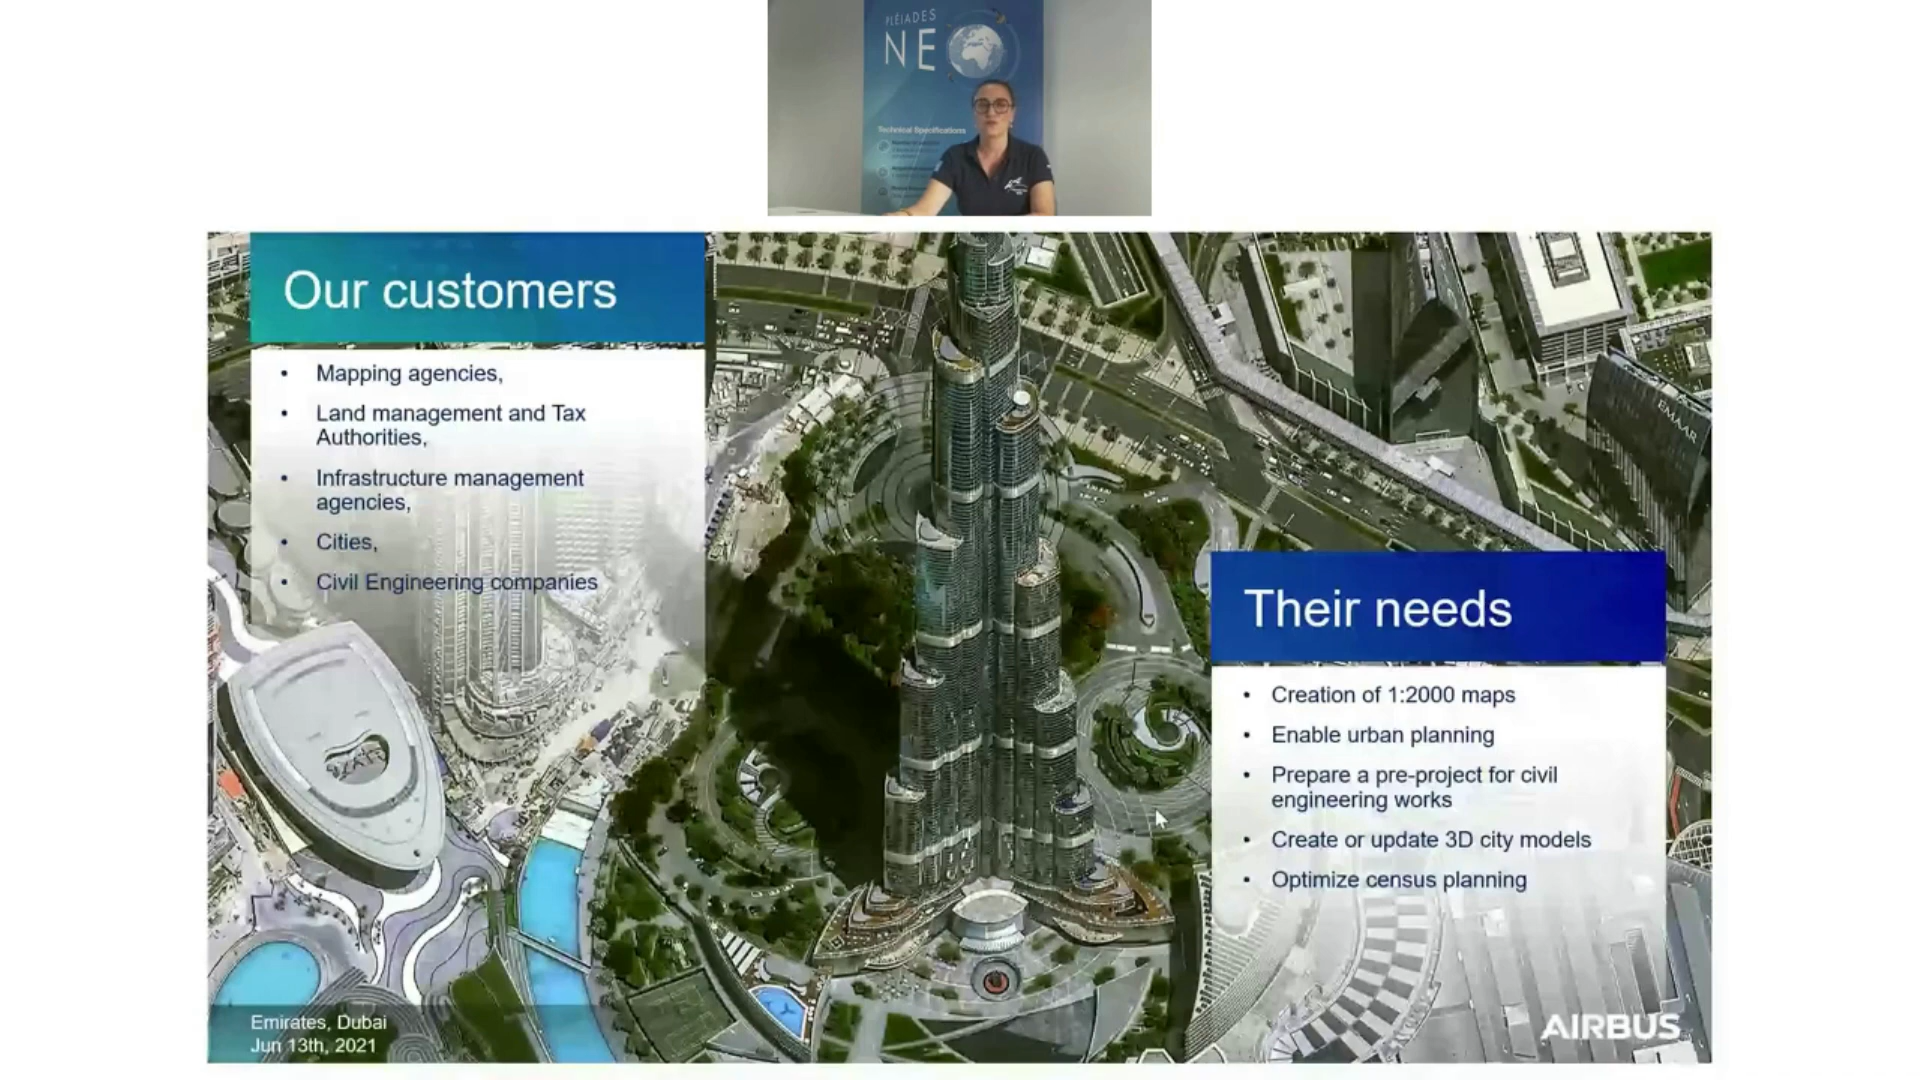 PLÉIADES
NEO
Technical Specifications
Our customers
• Mapping agencies,
• Land management and Tax
Authorities,
• Infrastructure management
agencies,
• Cities,
• Civil Engineering companies
EMAAR
Their needs
• Creation of 1:2000 maps
• Enable urban planning
• Prepare a pre-project for civil
engineering works
• Create or update 3D city models
• Optimize census planning
Emirates, Dubai
Jun 13th, 2021
AIRBUS